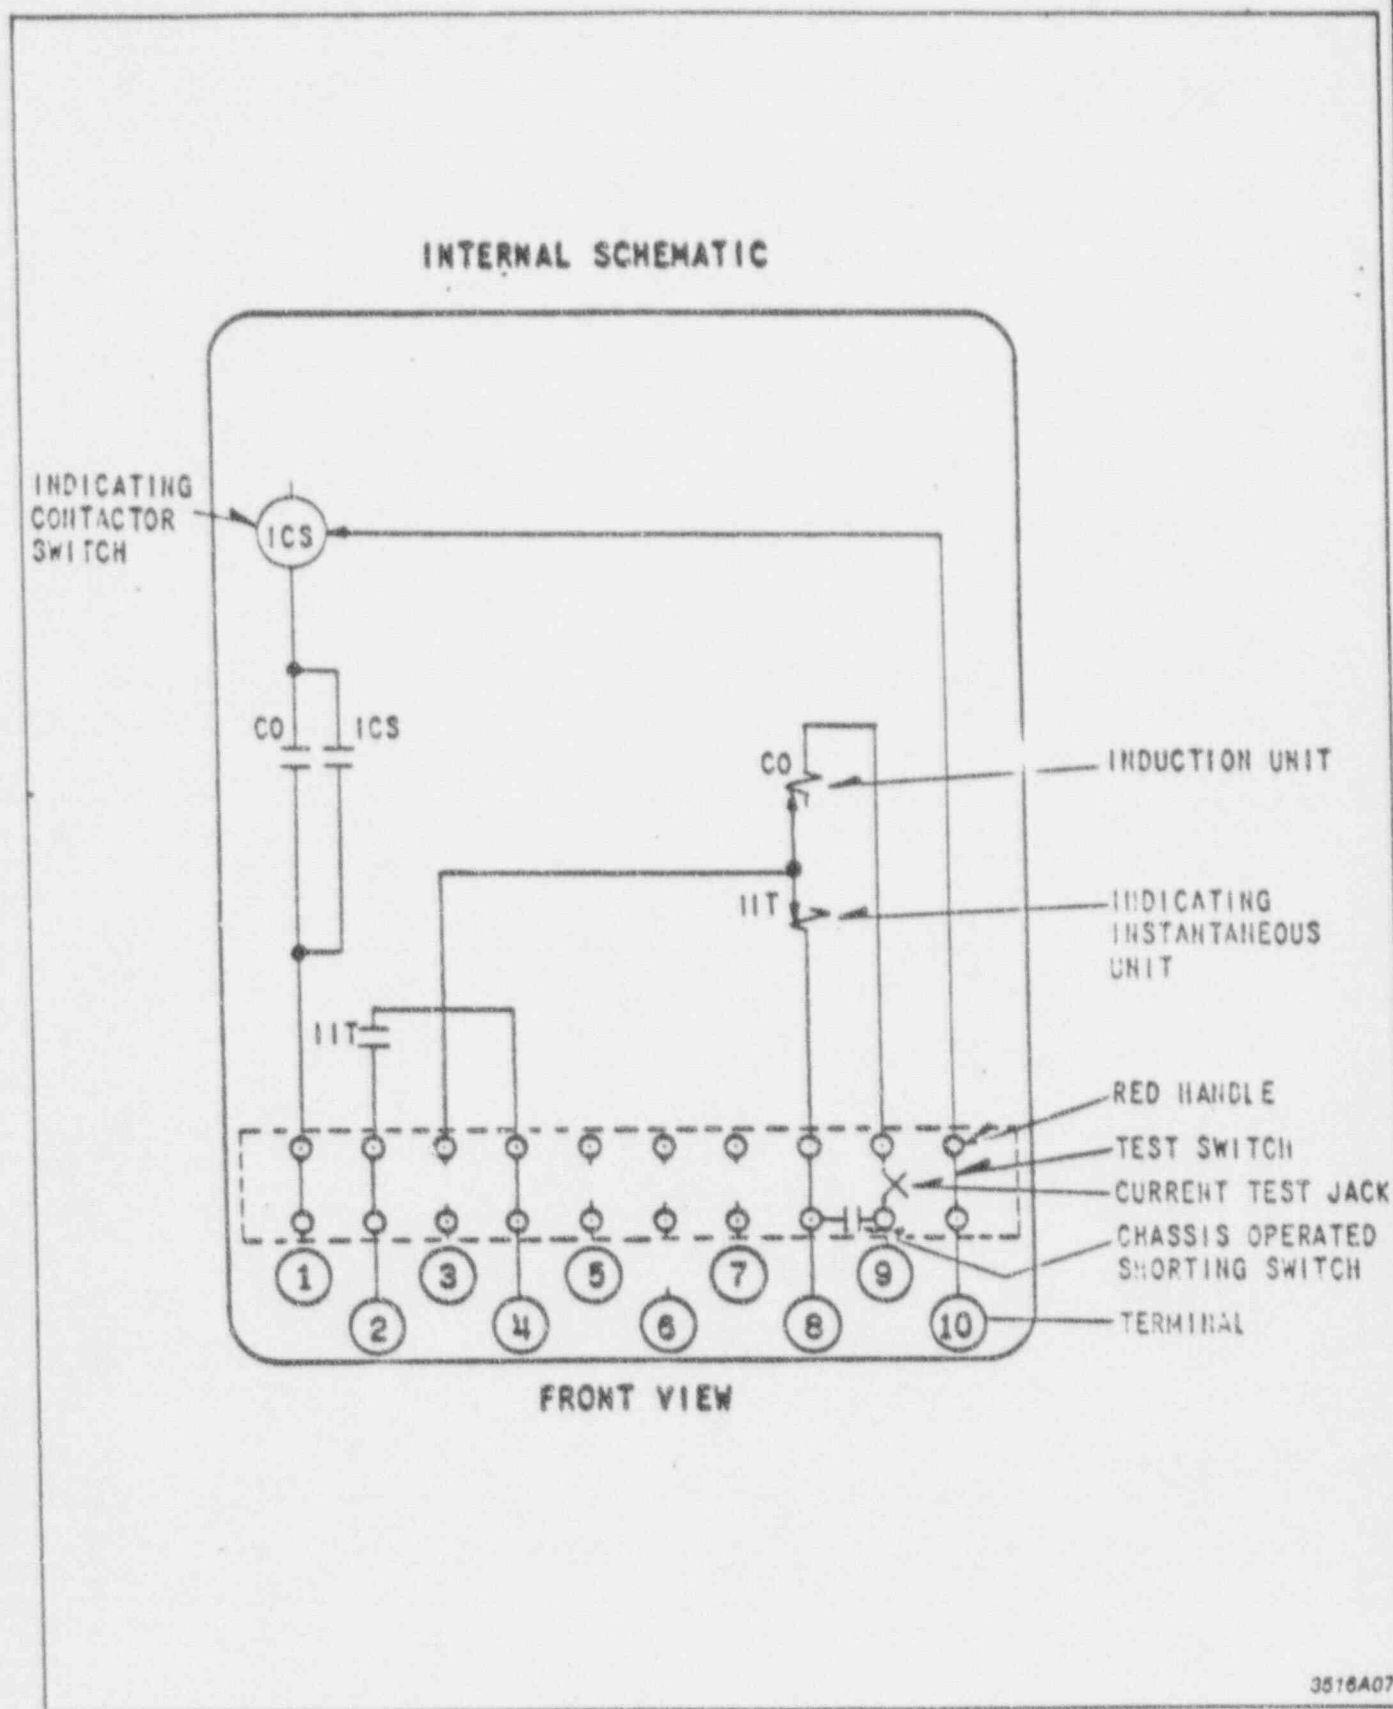 INTERNAL SCHEMATIC
INDICATING
CONTACTOR
SWITCH
ICS
CO
ICS
CO
INDUCTION UNIT
IIT
INDICATING
INSTANTANEOUS
UNIT
IIT
RED HANDLE
TEST SWITCH
CURRENT TEST JACK
CHASSIS OPERATED
SHORTING SWITCH
1
3
5
7
9
2
4
6
8
10
TERMINAL
FRONT VIEW
3516A07